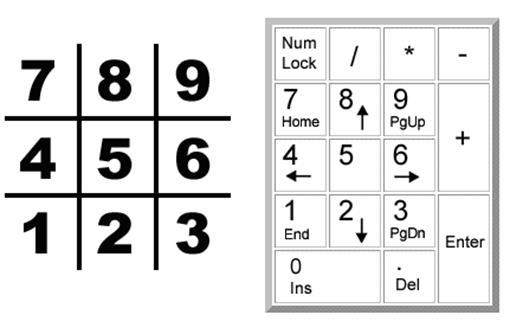 7 8 9
4 5 6
1 2 3
Num Lock / * -
7 Home 8 ↑ 9 PgUp +
4 ← 5 6 →
1 End 2 ↓ 3 PgDn Enter
0 Ins . Del